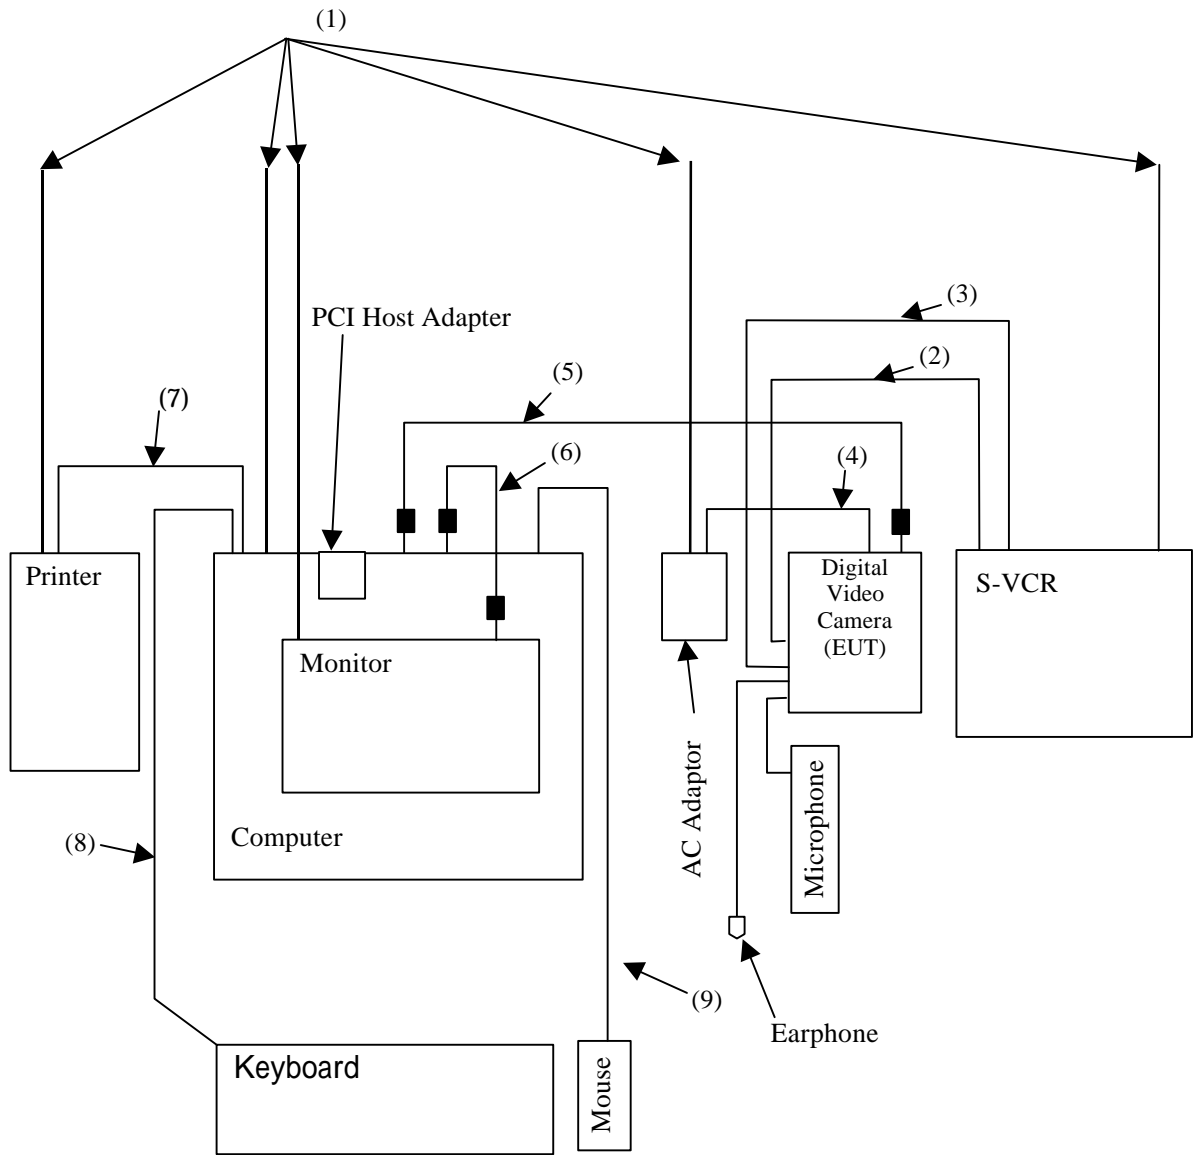 (1)
(3)
PCI Host Adapter
(2)
(5)
(7)
(6)
(4)
Printer
Digital
Video
Camera
(EUT)
S-VCR
Monitor
AC Adaptor
Microphone
Computer
(8)
(9)
Earphone
Keyboard
Mouse